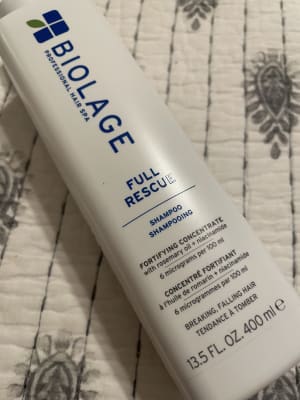 BIOLAGE
PROFESSIONAL HAIR SPA
FULL
RESCUE
SHAMPOO
SHAMPOOING
FORTIFYING CONCENTRATE
with rosemary oil + niacinamide
6 micrograms per 100 ml
CONCENTRÉ FORTIFIANT
à l'huile de romarin + niacinamide
6 microgrammes par 100 ml
BREAKING, FALLING HAIR
TENDANCE À TOMBER
13.5 FL. OZ. 400 ml e